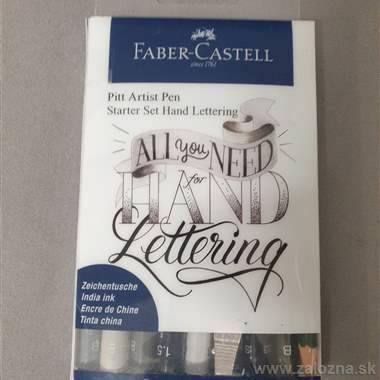 FABER-CASTELL
since 1761
Pitt Artist Pen
Starter Set Hand Lettering
ALL you NEED
for
HAND
Lettering
Zeichentusche
India ink
Encre de Chine
Tinta china
1.5
B
© www.zalozna.sk